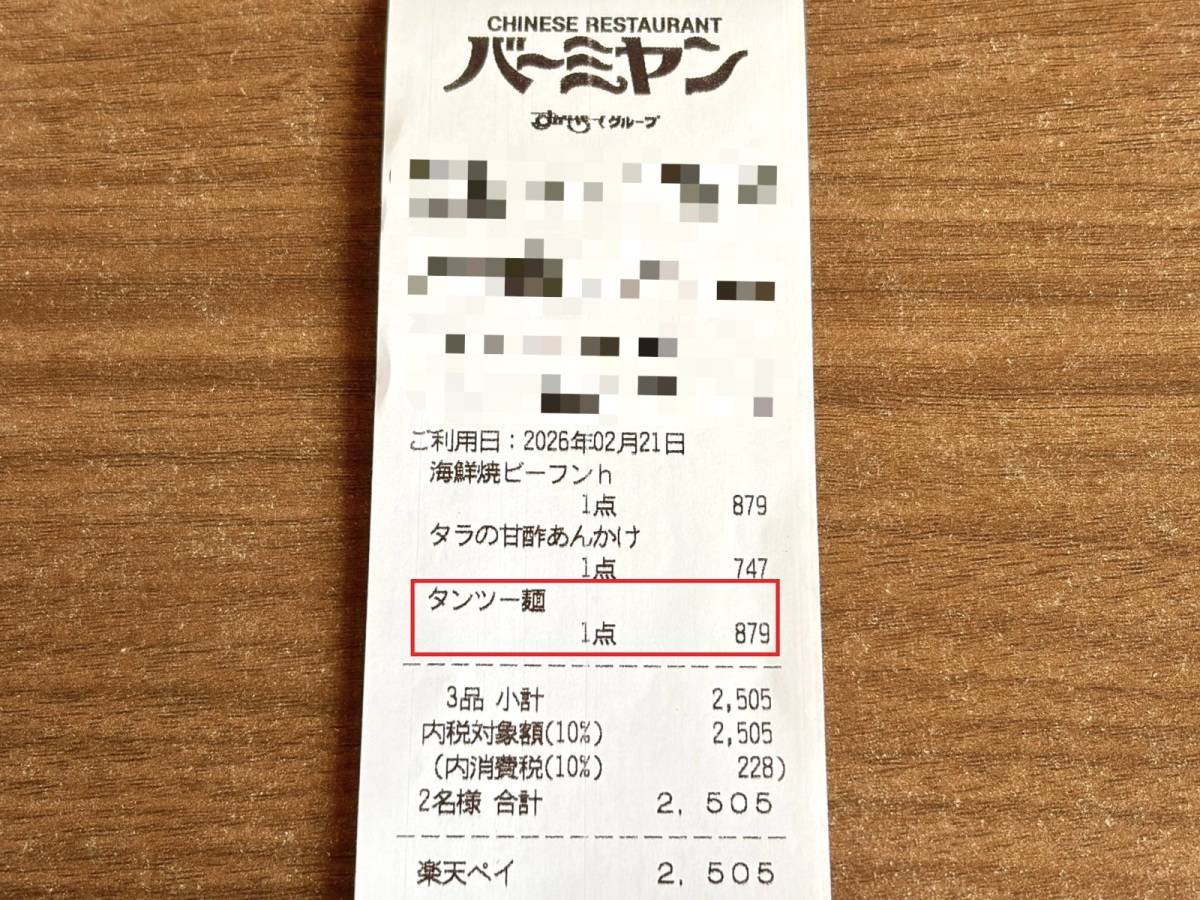 CHINESE RESTAURANT
バーミヤン
グループ
ご利用日：2026年02月21日
海鮮焼ビーフンh
1点 879
タラの甘酢あんかけ
1点 747
タンツー麺
1点 879
3品 小計 2,505
内税対象額(10%) 2,505
(内消費税(10%) 228)
2名様 合計 2,505
楽天ペイ 2,505